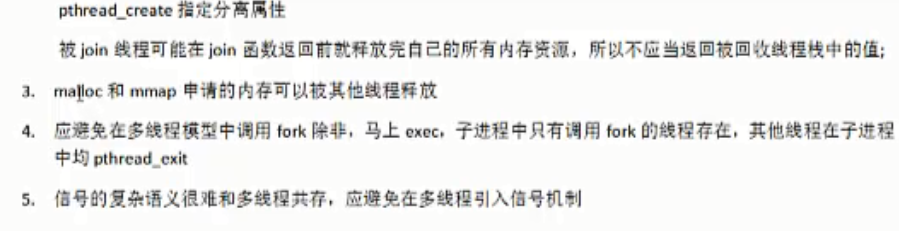 pthread_create 指定分离属性
被 join 线程可能在 join 函数返回前就释放完自己的所有内存资源，所以不应当返回被回收线程栈中的值;
3. malloc 和 mmap 申请的内存可以被其他线程释放
4. 应避免在多线程模型中调用 fork 除非，马上 exec，子进程中只有调用 fork 的线程存在，其他线程在子进程
中均 pthread_exit
5. 信号的复杂语义很难和多线程共存，应避免在多线程引入信号机制